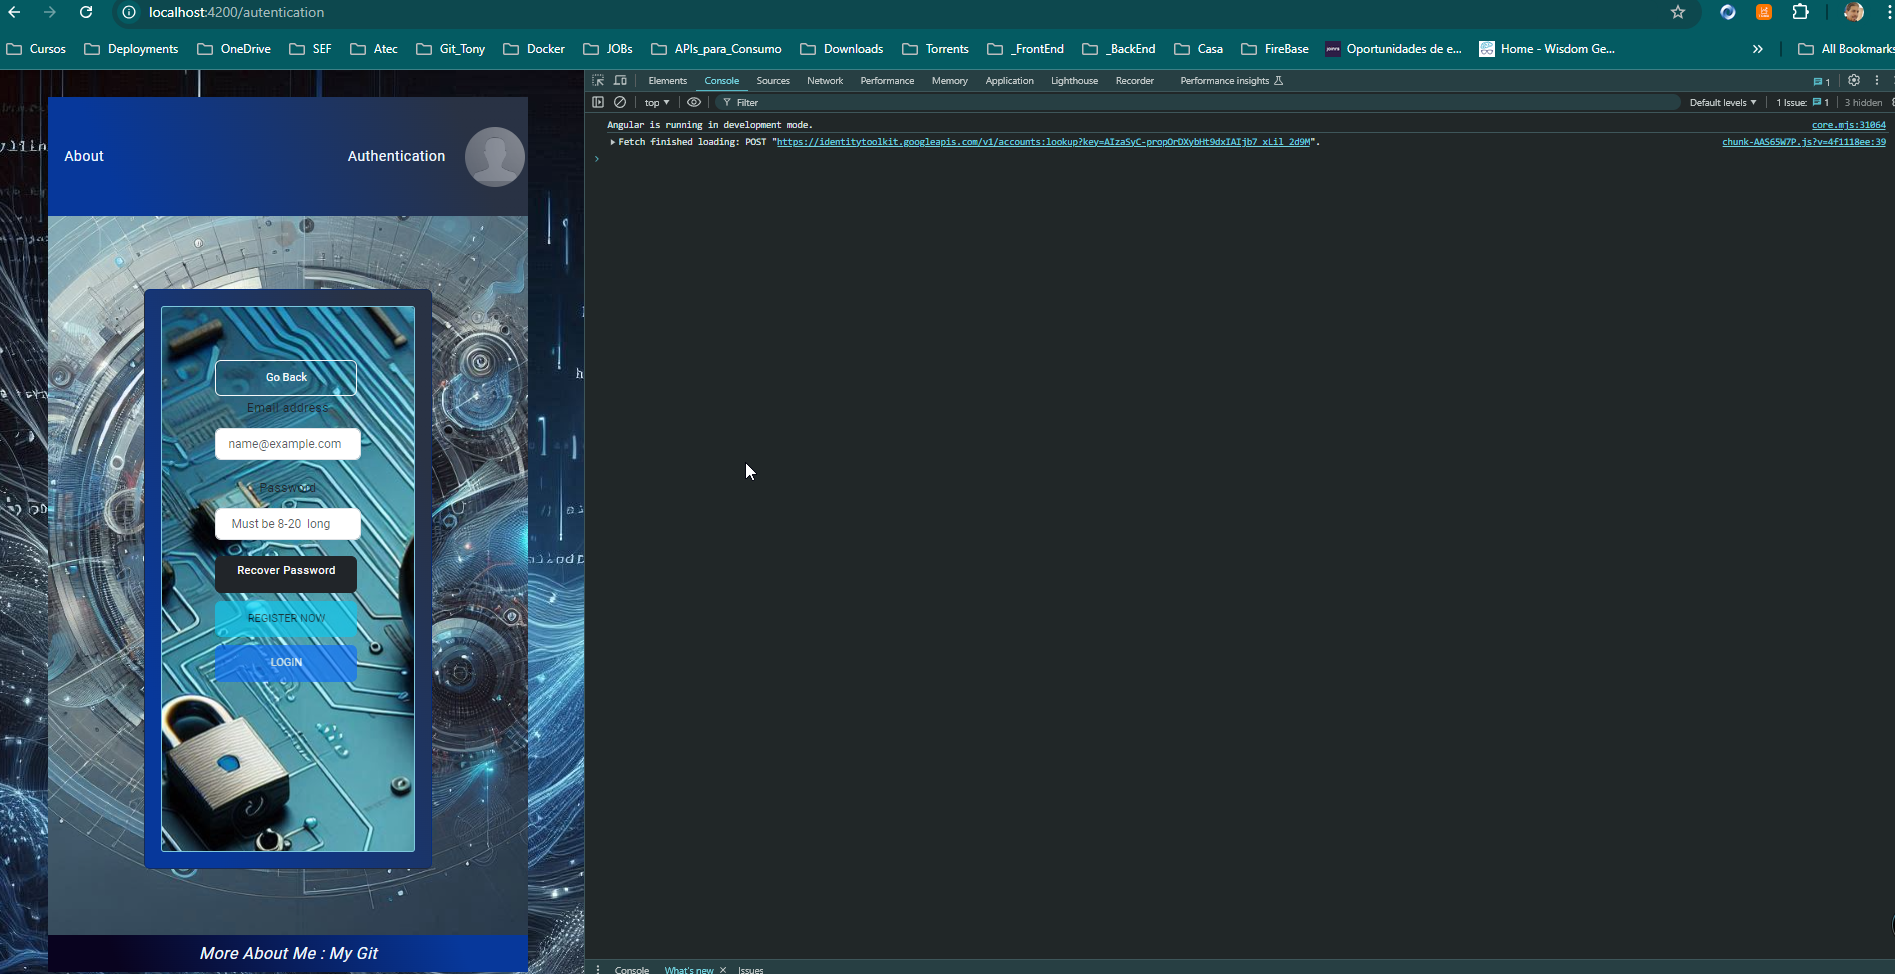 localhost:4200/autentication
Cursos Deployments OneDrive SEF Atec Git_Tony Docker JOBs APIs_para_Consumo Downloads Torrents _FrontEnd _BackEnd Casa FireBase Oportunidades de e... Home - Wisdom Ge... » All Bookmarks
Elements Console Sources Network Performance Memory Application Lighthouse Recorder Performance insights 1
top Filter Default levels 1 Issue: 1 3 hidden
Angular is running in development mode. core.mjs:31064
Fetch finished loading: POST "https://identitytoolkit.googleapis.com/v1/accounts:lookup?key=AIzaSyC-propOrDXybHt9dxIAIjb7_xLil_2d9M". chunk-AAS65W7P.js?v=4f1118ee:39
About Authentication
Go Back
Email address
name@example.com
Password
Must be 8-20 long
Recover Password
REGISTER NOW
LOGIN
More About Me : My Git
Console What's new × Issues